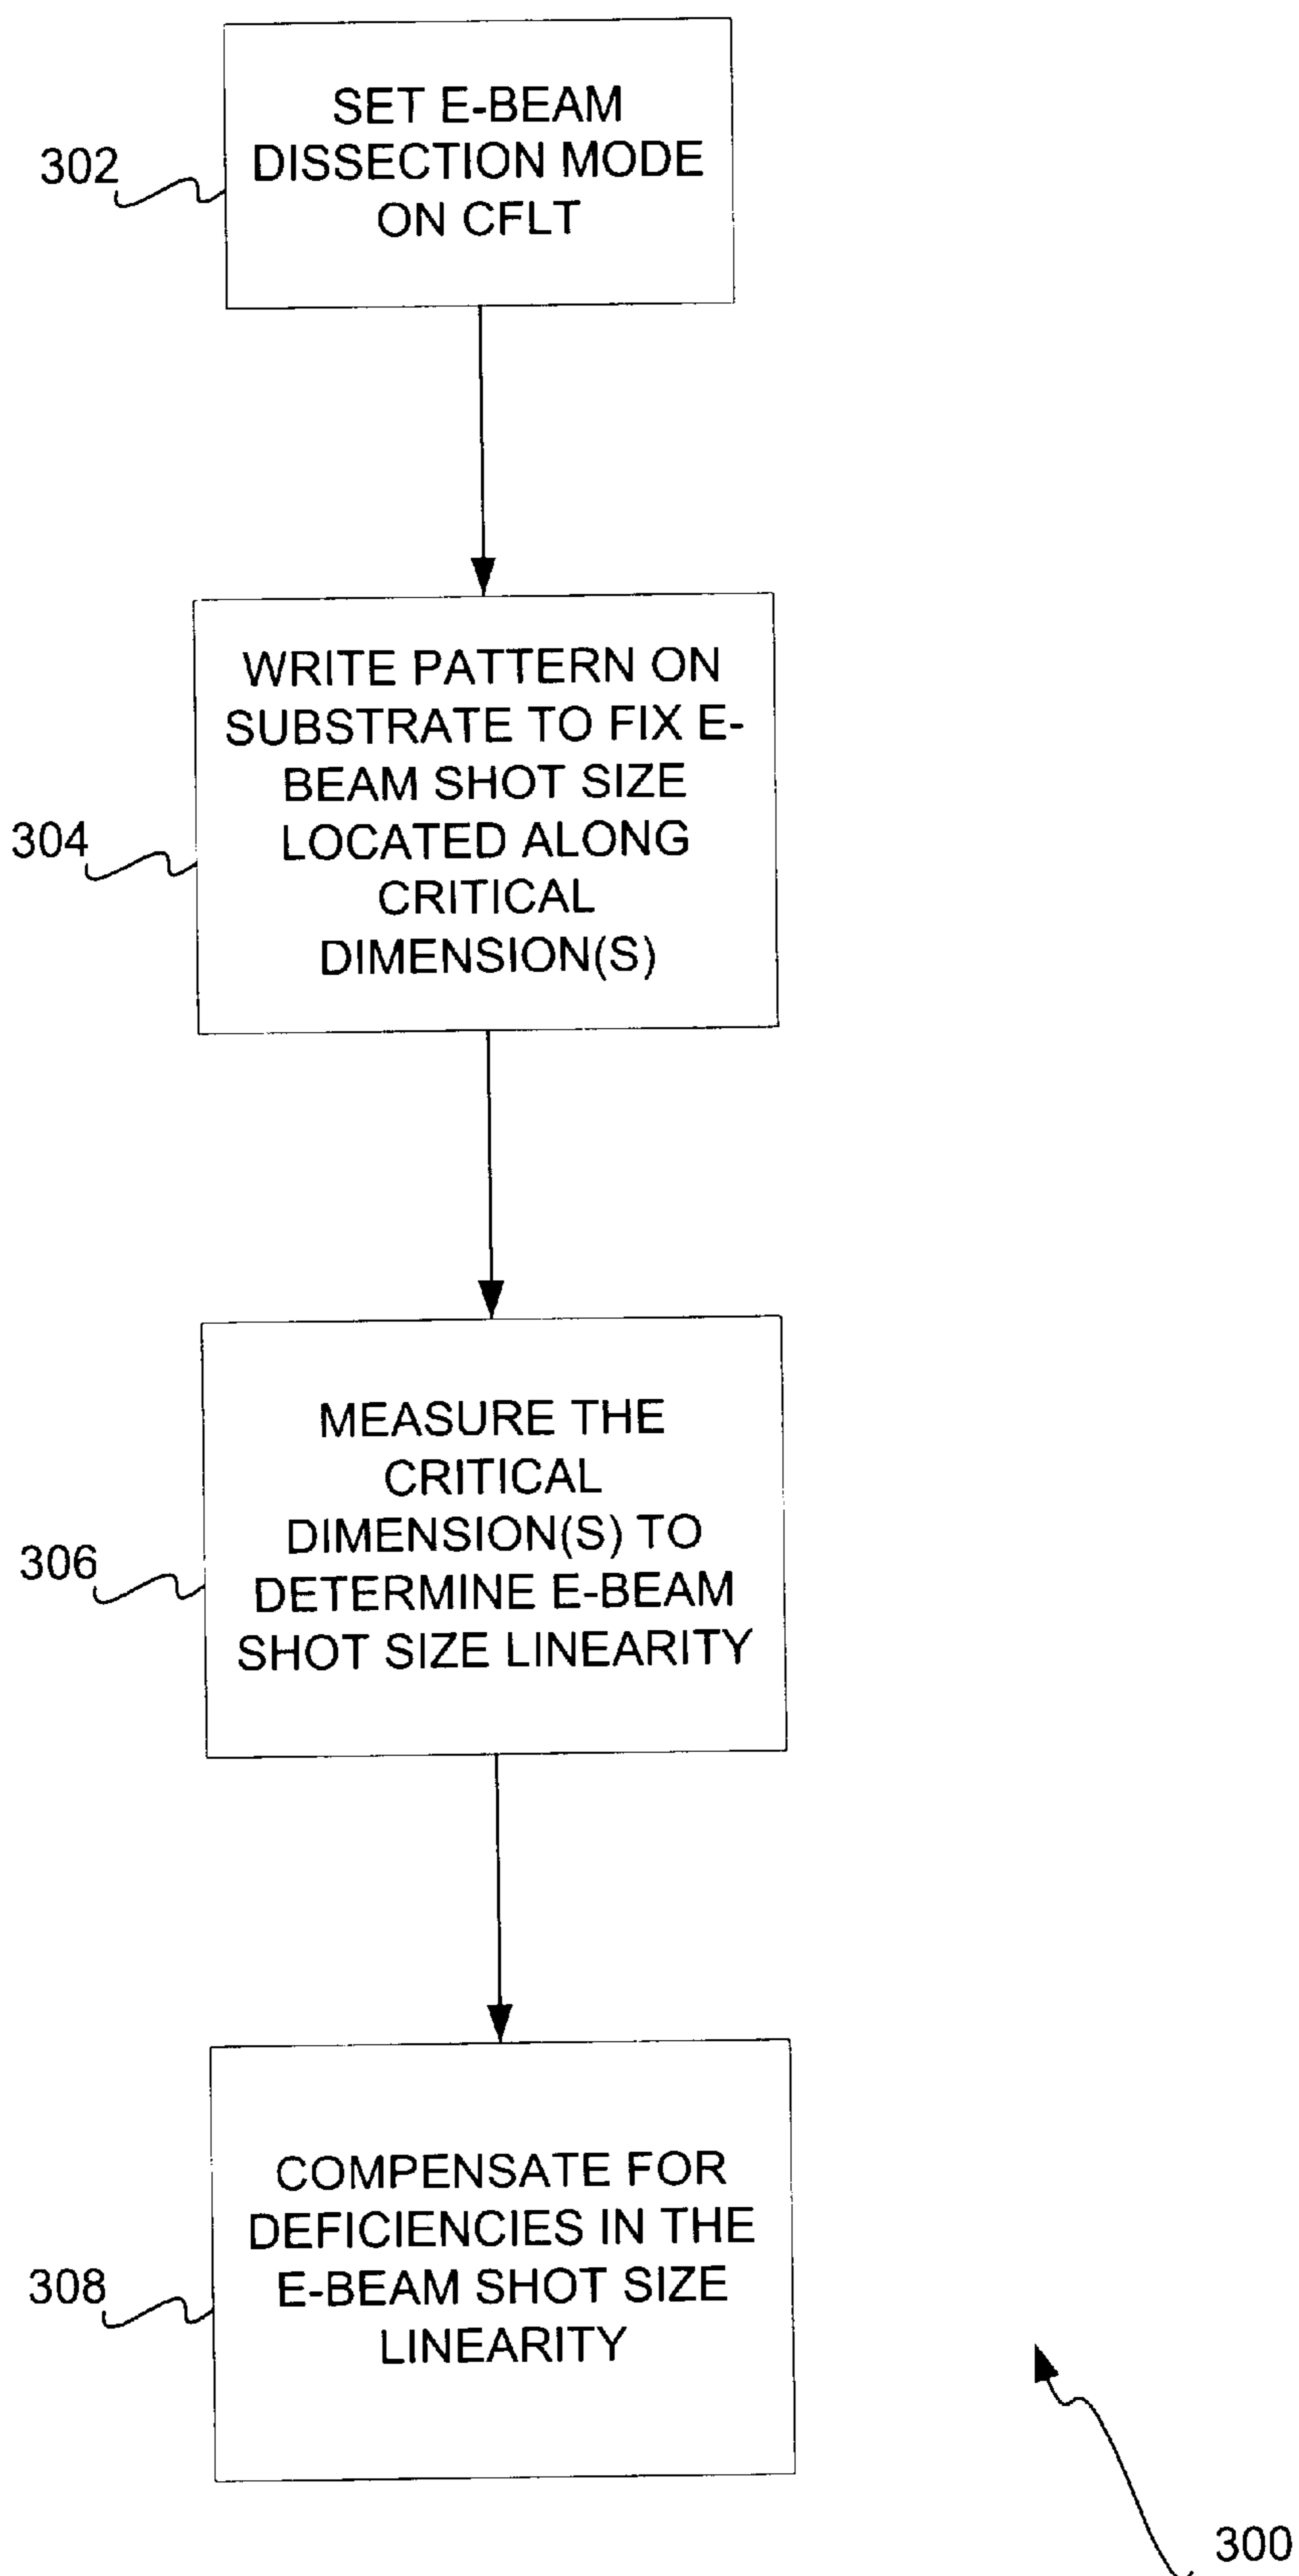 SET E-BEAM
DISSECTION MODE
ON CFLT
302
WRITE PATTERN ON
SUBSTRATE TO FIX E-
BEAM SHOT SIZE
LOCATED ALONG
CRITICAL
DIMENSION(S)
304
MEASURE THE
CRITICAL
DIMENSION(S) TO
DETERMINE E-BEAM
SHOT SIZE LINEARITY
306
COMPENSATE FOR
DEFICIENCIES IN THE
E-BEAM SHOT SIZE
LINEARITY
308
300